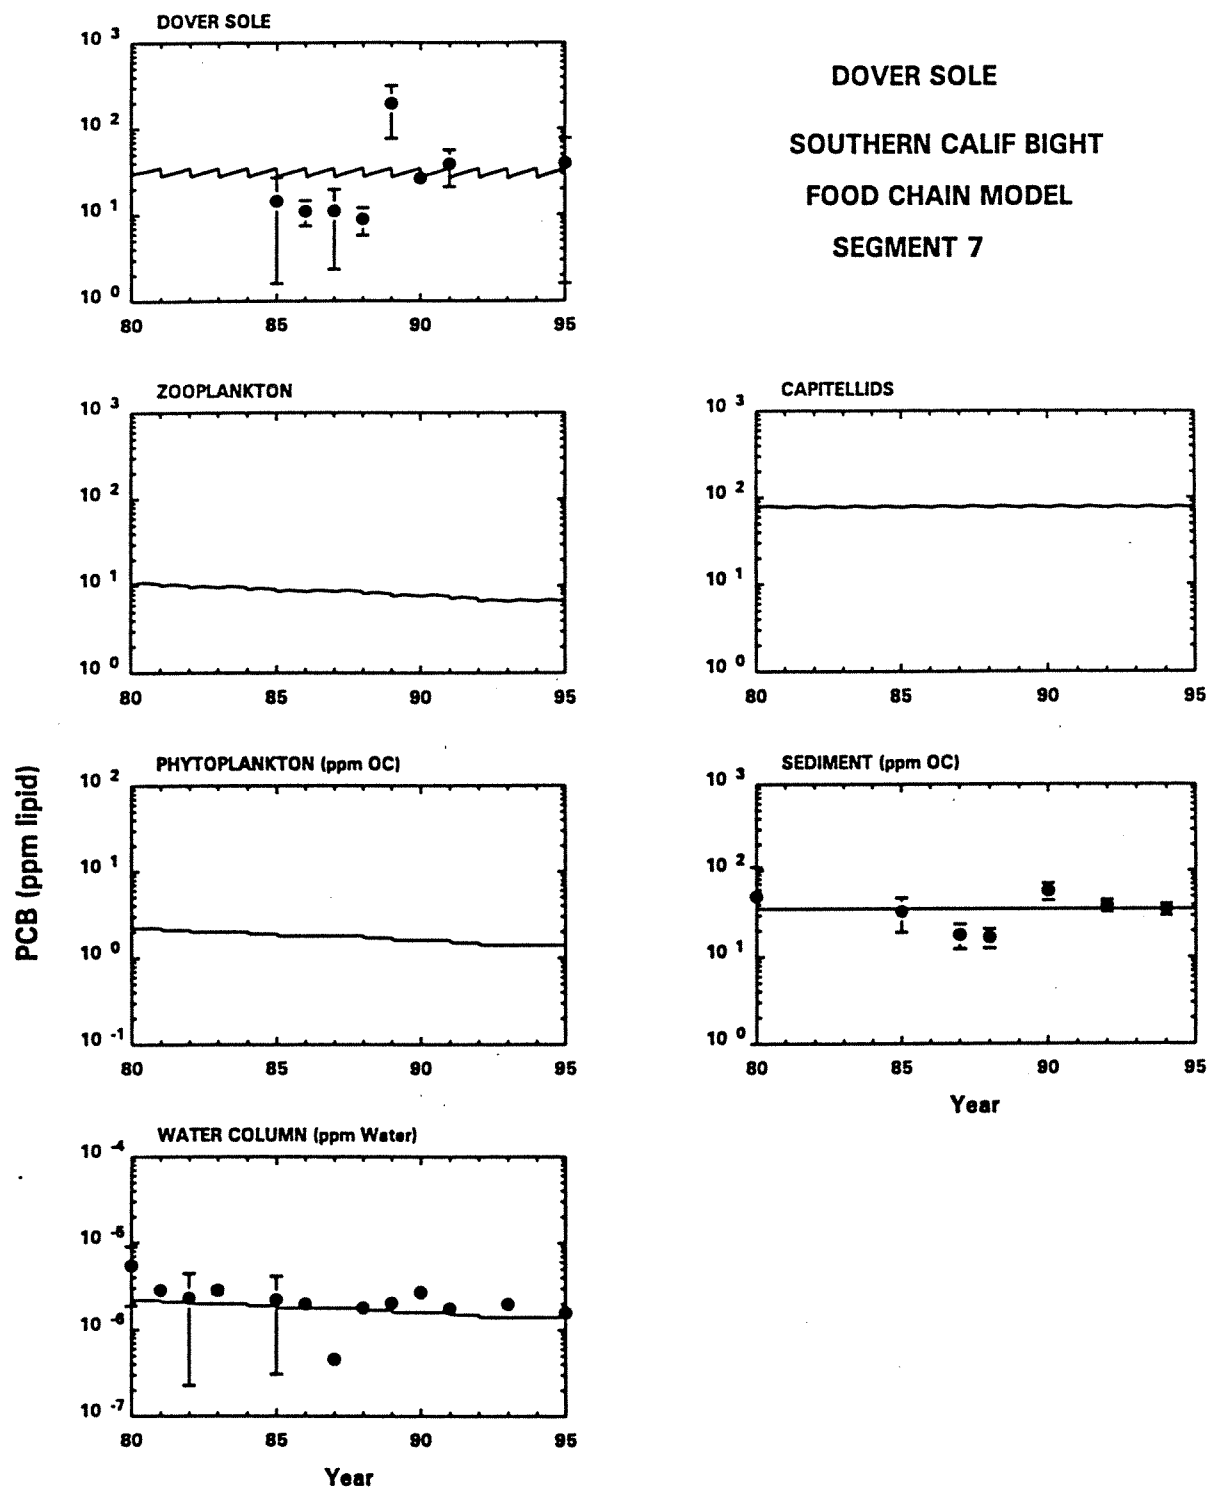 DOVER SOLE
10 3
10 2
10 1
10 0
80 85 90 95
DOVER SOLE
SOUTHERN CALIF BIGHT
FOOD CHAIN MODEL
SEGMENT 7
ZOOPLANKTON
10 3
10 2
10 1
10 0
80 85 90 95
CAPITELLIDS
10 3
10 2
10 1
10 0
80 85 90 95
PCB (ppm lipid)
PHYTOPLANKTON (ppm OC)
10 2
10 1
10 0
10 -1
80 85 90 95
SEDIMENT (ppm OC)
10 3
10 2
10 1
10 0
80 85 90 95
Year
WATER COLUMN (ppm Water)
10 -4
10 -5
10 -6
10 -7
80 85 90 95
Year